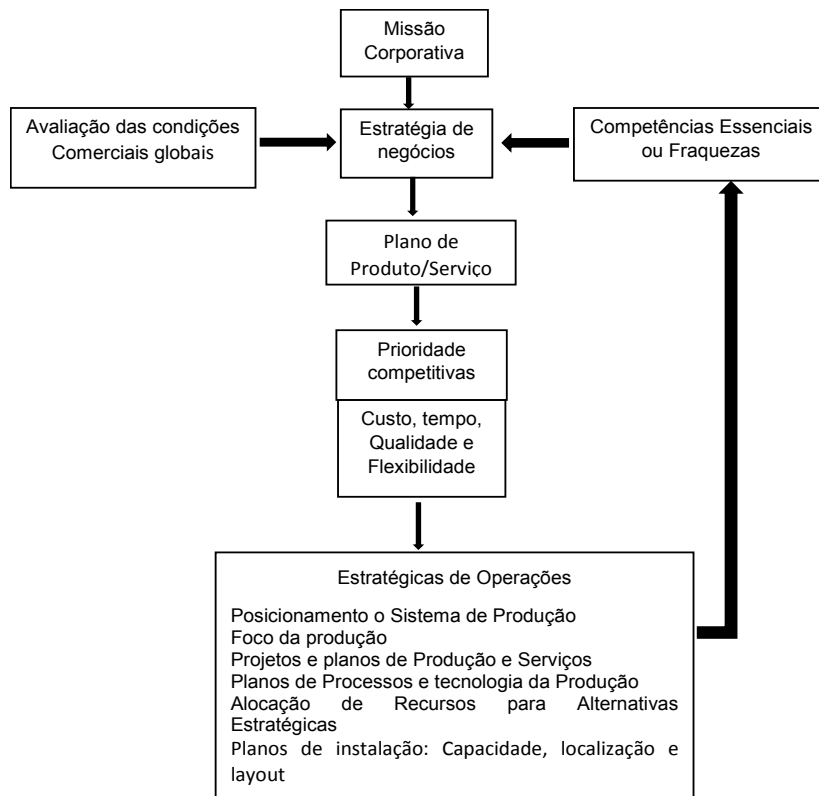 Missão
Corporativa
Avaliação das condições
Comerciais globais
Estratégia de
negócios
Competências Essenciais
ou Fraquezas
Plano de
Produto/Serviço
Prioridade
competitivas
Custo, tempo,
Qualidade e
Flexibilidade
Estratégicas de Operações
Posicionamento o Sistema de Produção
Foco da produção
Projetos e planos de Produção e Serviços
Planos de Processos e tecnologia da Produção
Alocação de Recursos para Alternativas
Estratégicas
Planos de instalação: Capacidade, localização e
layout